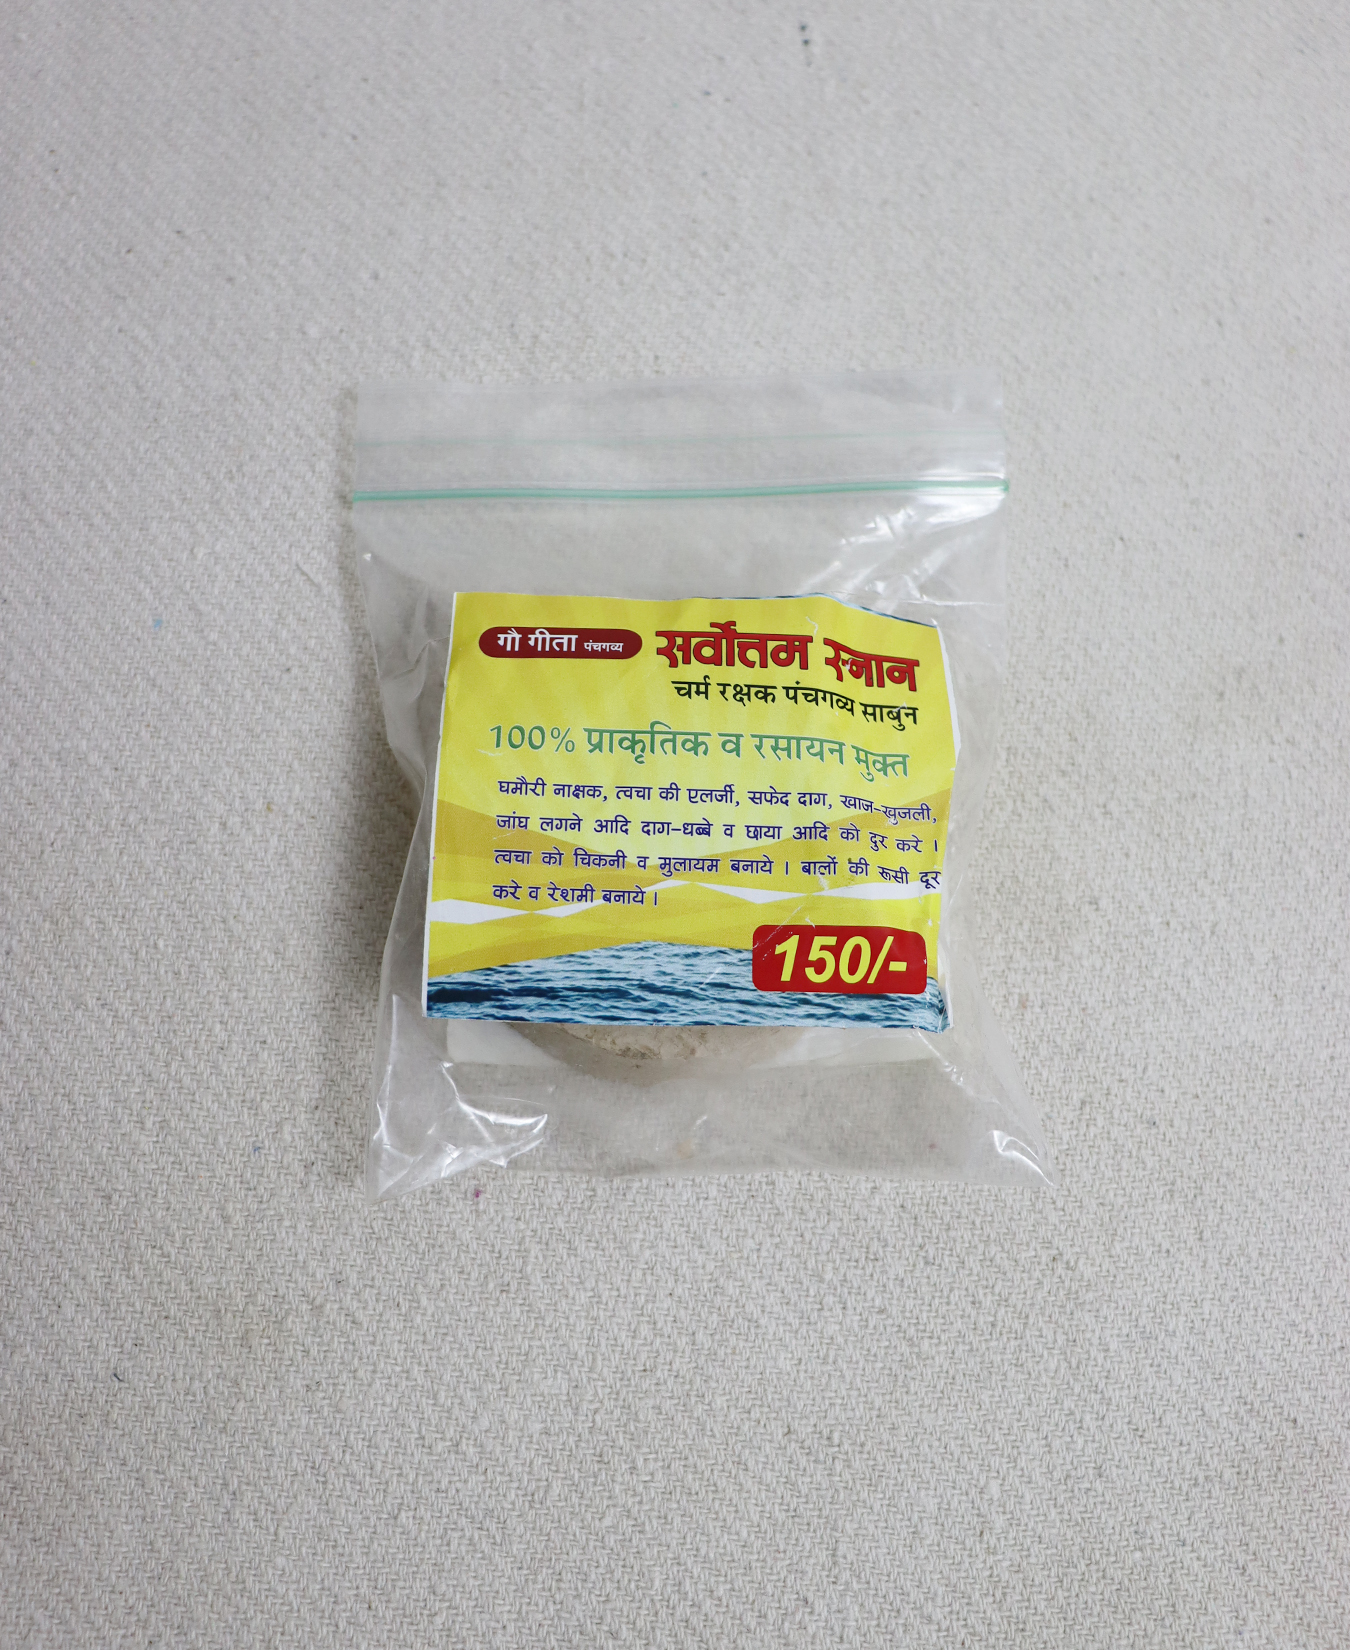 गौ गीता पंचगव्य
सर्वोत्तम स्नान
चर्म रक्षक पंचगव्य साबुन
100% प्राकृतिक व रसायन मुक्त
घमौरी नाक्षक, त्वचा की एलर्जी, सफेद दाग, खाज-खुजली,
जांघ लगने आदि दाग-धब्बे व छाया आदि को दुर करे ।
त्वचा को चिकनी व मुलायम बनाये । बालों की रूसी दूर
करे व रेशमी बनाये ।
150/-